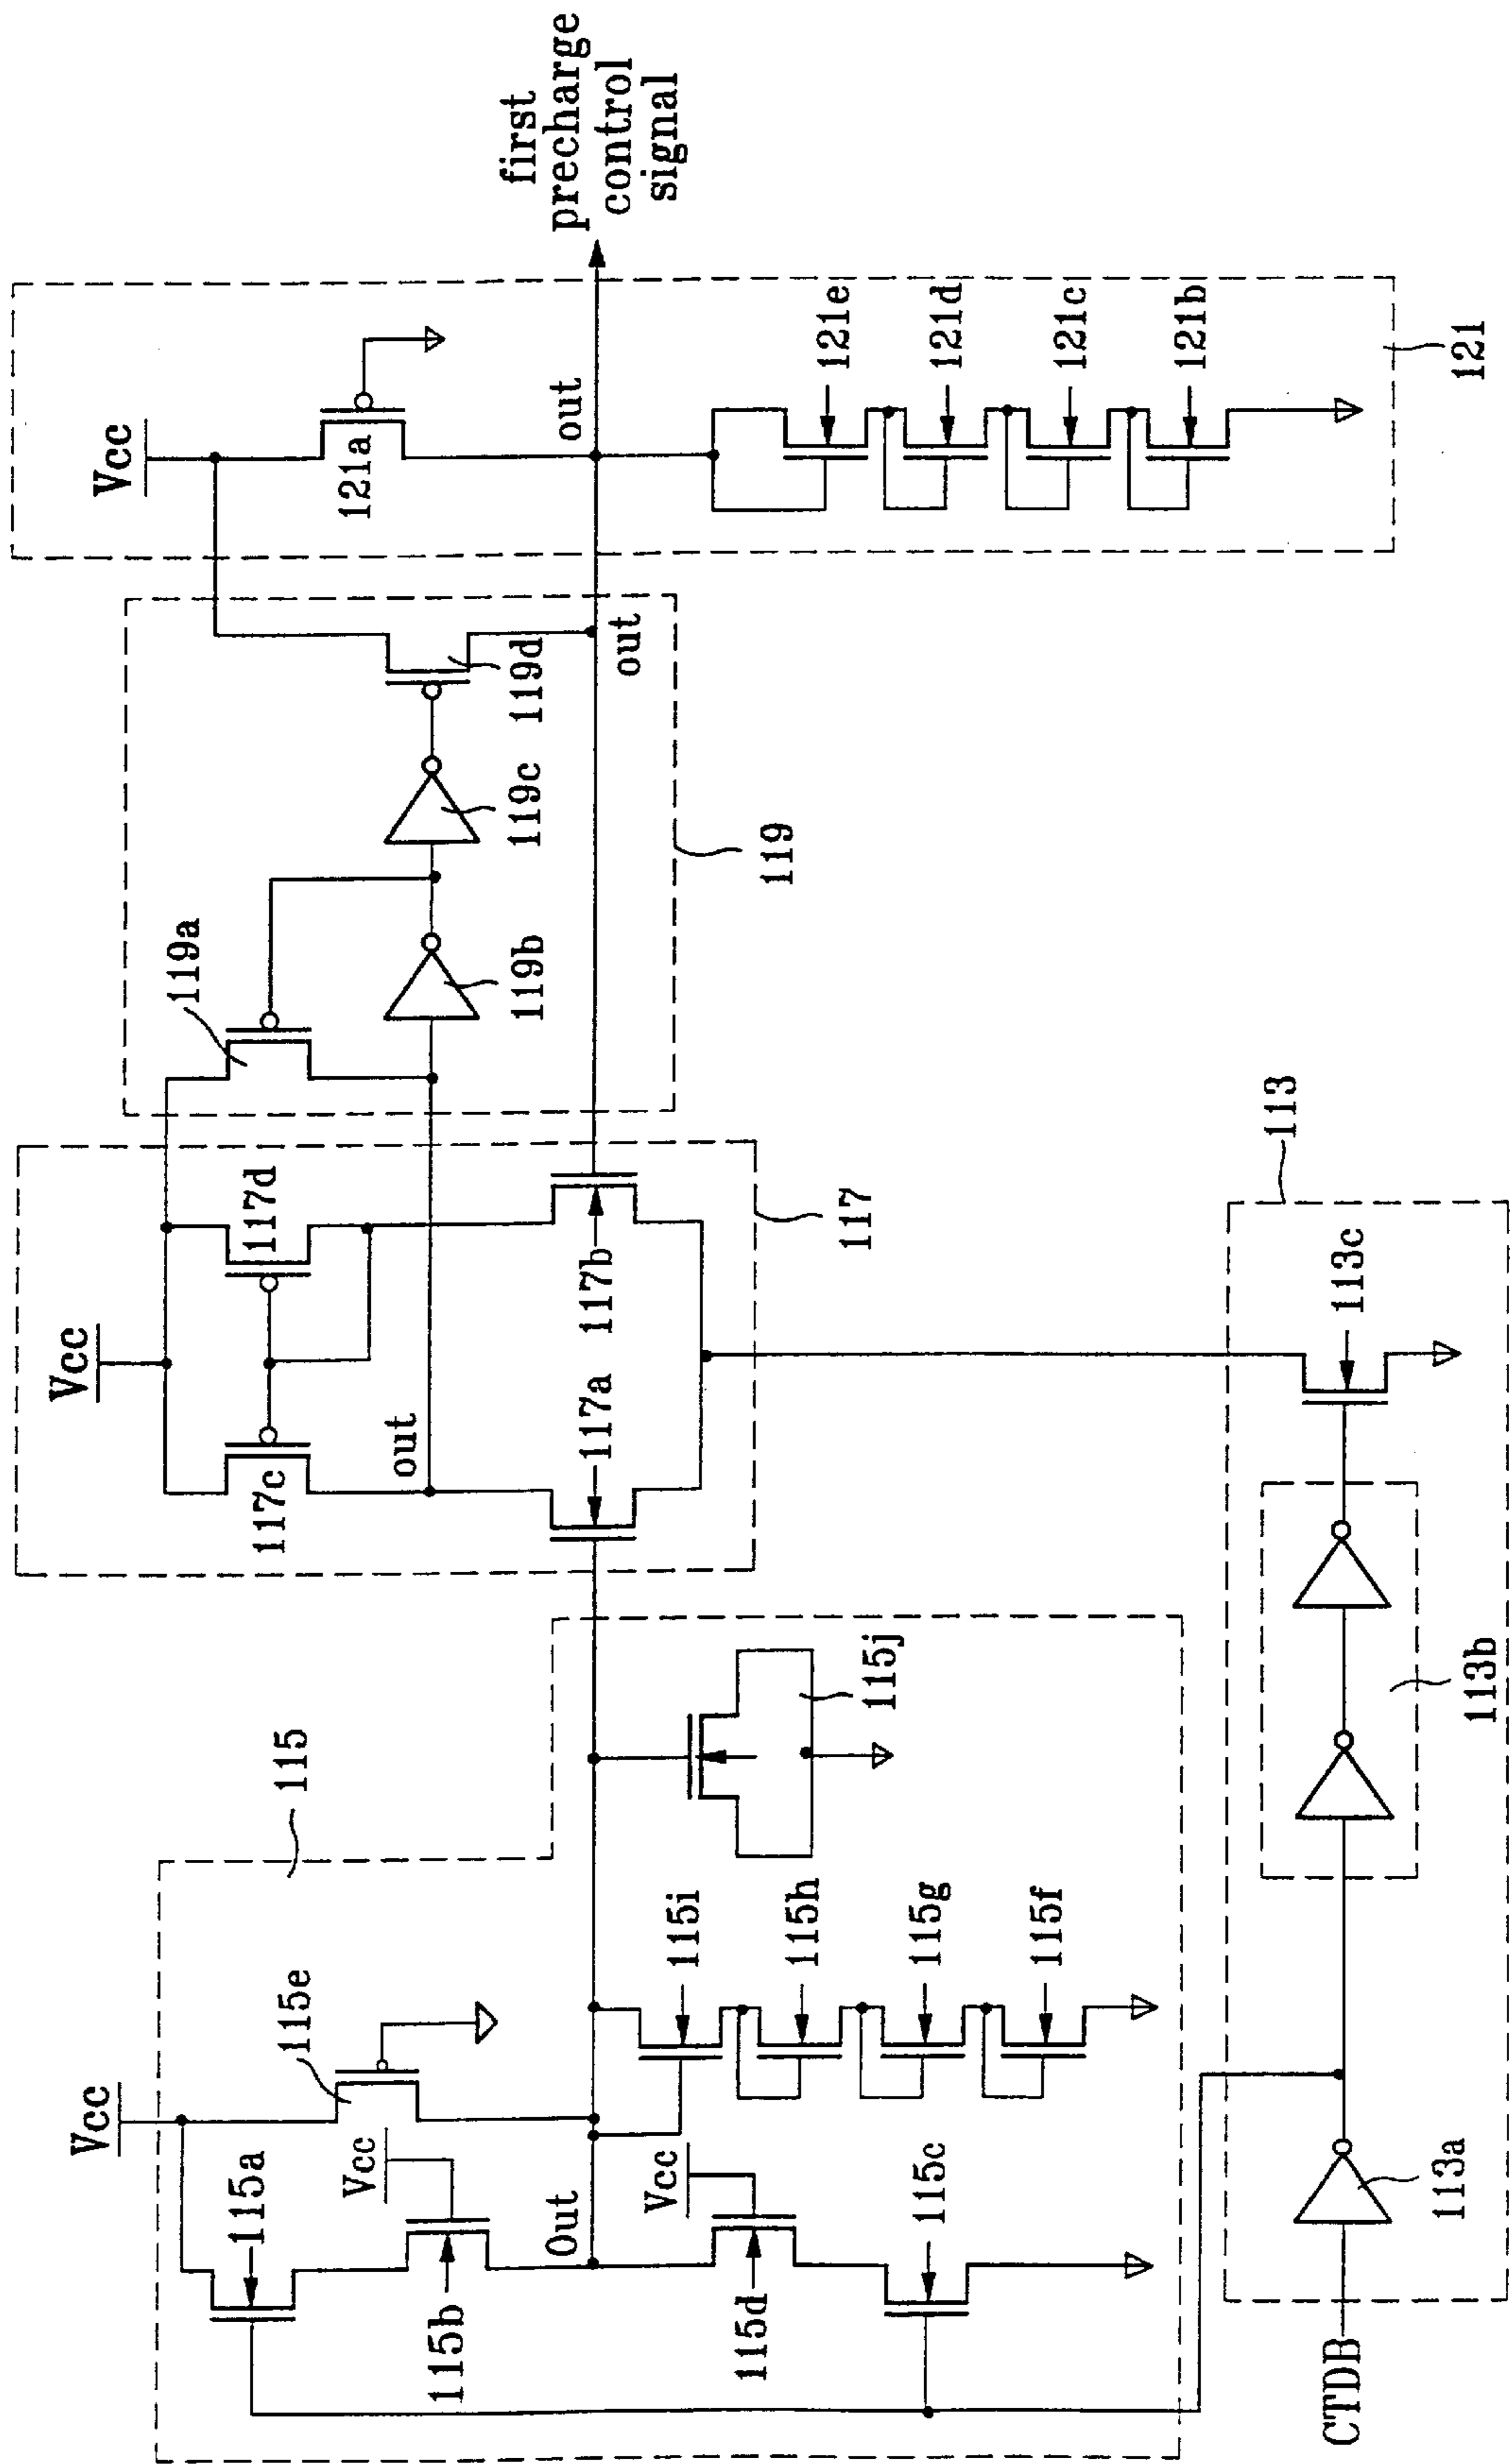 Vcc
115a
Vcc
115b
115e
Out
Vcc
115d
115c
115i
115h
115g
115f
115j
115
Vcc
117c
117d
out
117a
117b
117
119a
119b
119c
119d
119
out
Vcc
121a
out
121e
121d
121c
121b
121
first
precharge
control
signal
CTDB
113a
113b
113c
113